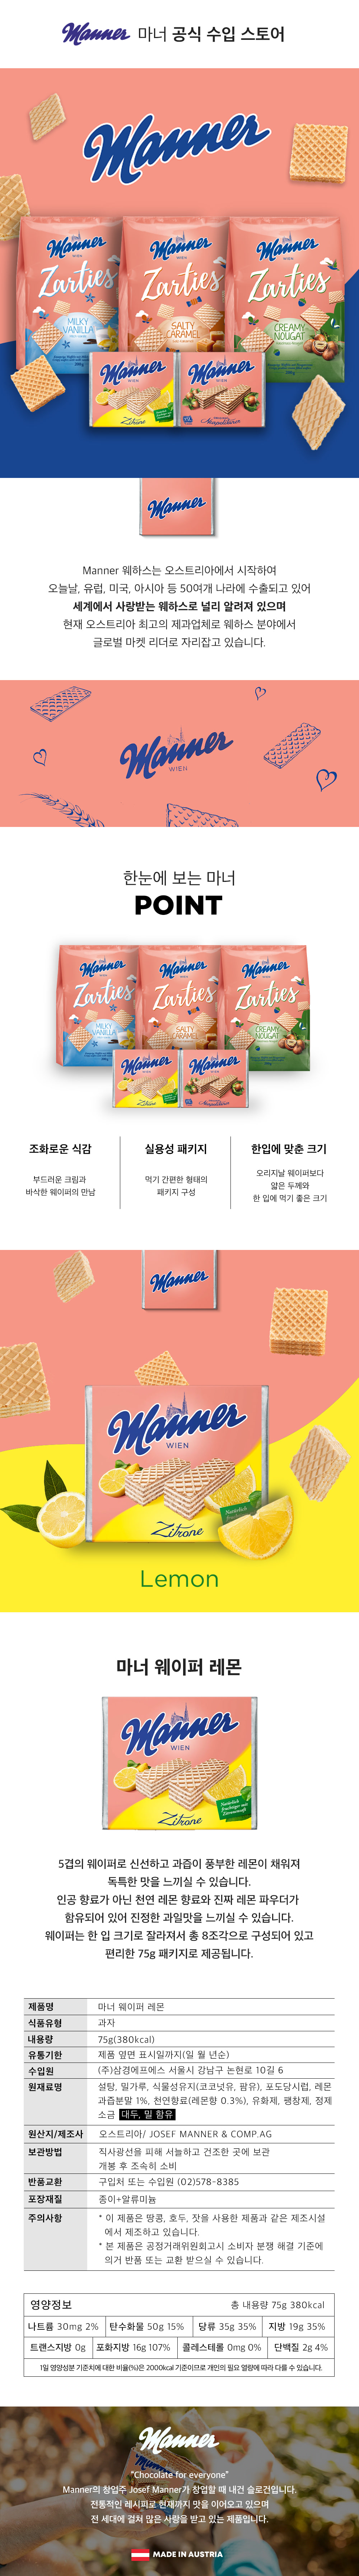 Manner 마너 공식 수입 스토어
Manner
Manner
WIEN
Zarties
MILKY
VANILLA
Manner
WIEN
Zarties
SALTY
CARAMEL
Manner
WIEN
Zarties
CREAMY
NOUGAT
Manner
WIEN
Zitrone
Manner
WIEN
Manner
Manner 웨하스는 오스트리아에서 시작하여
오늘날, 유럽, 미국, 아시아 등 50여개 나라에 수출되고 있어
세계에서 사랑받는 웨하스로 널리 알려져 있으며
현재 오스트리아 최고의 제과업체로 웨하스 분야에서
글로벌 마켓 리더로 자리잡고 있습니다.
Manner
WIEN
한눈에 보는 마너
POINT
Manner
Zarties
MILKY
VANILLA
Manner
Zarties
SALTY
CARAMEL
Manner
Zarties
CREAMY
NOUGAT
Manner
WIEN
Zitrone
Manner
WIEN
조화로운 식감
부드러운 크림과
바삭한 웨이퍼의 만남
실용성 패키지
먹기 간편한 형태의
패키지 구성
한입에 맞춘 크기
오리지날 웨이퍼보다
얇은 두께와
한 입에 먹기 좋은 크기
Manner
Manner
WIEN
Natürlich
Zitrone
Lemon
마너 웨이퍼 레몬
Manner
WIEN
Natürlich
fruchtiger mit
Zitronensaft
Zitrone
5겹의 웨이퍼로 신선하고 과즙이 풍부한 레몬이 채워져
독특한 맛을 느끼실 수 있습니다.
인공 향료가 아닌 천연 레몬 향료와 진짜 레몬 파우더가
함유되어 있어 진정한 과일맛을 느끼실 수 있습니다.
웨이퍼는 한 입 크기로 잘라져서 총 8조각으로 구성되어 있고
편리한 75g 패키지로 제공됩니다.
제품명 마너 웨이퍼 레몬
식품유형 과자
내용량 75g(380kcal)
유통기한 제품 옆면 표시일까지(일 월 년순)
수입원 (주)삼경에프에스 서울시 강남구 논현로 10길 6
원재료명 설탕, 밀가루, 식물성유지(코코넛유, 팜유), 포도당시럽, 레몬
과즙분말 1%, 천연향료(레몬향 0.3%), 유화제, 팽창제, 정제
소금 대두, 밀 함유
원산지/제조사 오스트리아/ JOSEF MANNER & COMP.AG
보관방법 직사광선을 피해 서늘하고 건조한 곳에 보관
개봉 후 조속히 소비
반품교환 구입처 또는 수입원 (02)578-8385
포장재질 종이+알류미늄
주의사항 * 이 제품은 땅콩, 호두, 잣을 사용한 제품과 같은 제조시설
에서 제조하고 있습니다.
* 본 제품은 공정거래위원회고시 소비자 분쟁 해결 기준에
의거 반품 또는 교환 받으실 수 있습니다.
영양정보 총 내용량 75g 380kcal
나트륨 30mg 2% 탄수화물 50g 15% 당류 35g 35% 지방 19g 35%
트랜스지방 0g 포화지방 16g 107% 콜레스테롤 0mg 0% 단백질 2g 4%
1일 영양성분 기준치에 대한 비율(%)은 2000kcal 기준이므로 개인의 필요 열량에 따라 다를 수 있습니다.
Manner
"Chocolate for everyone"
Manner의 창업주 Josef Manner가 창업할 때 내건 슬로건입니다.
전통적인 레시피로 현재까지 맛을 이어오고 있으며
전 세대에 걸쳐 많은 사랑을 받고 있는 제품입니다.
MADE IN AUSTRIA